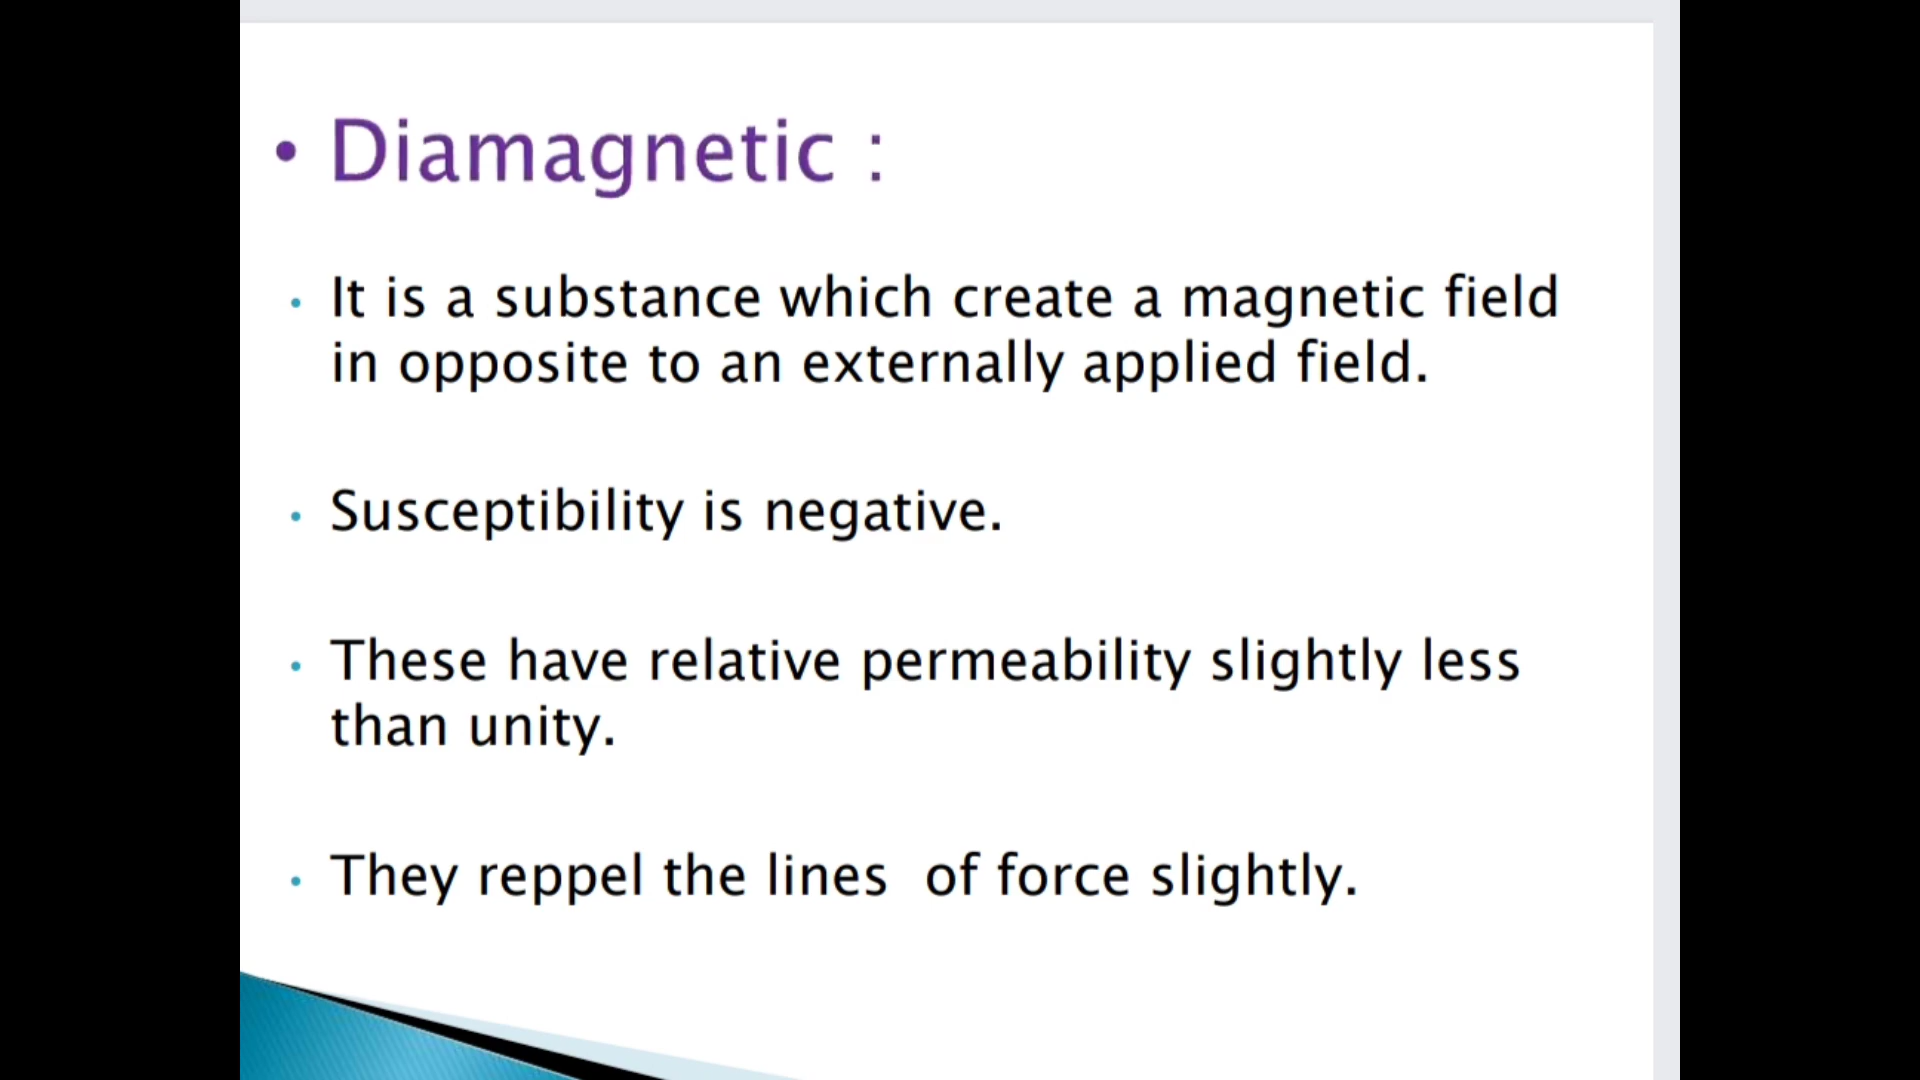 • Diamagnetic :
• It is a substance which create a magnetic field
in opposite to an externally applied field.
• Susceptibility is negative.
• These have relative permeability slightly less
than unity.
• They reppel the lines  of force slightly.